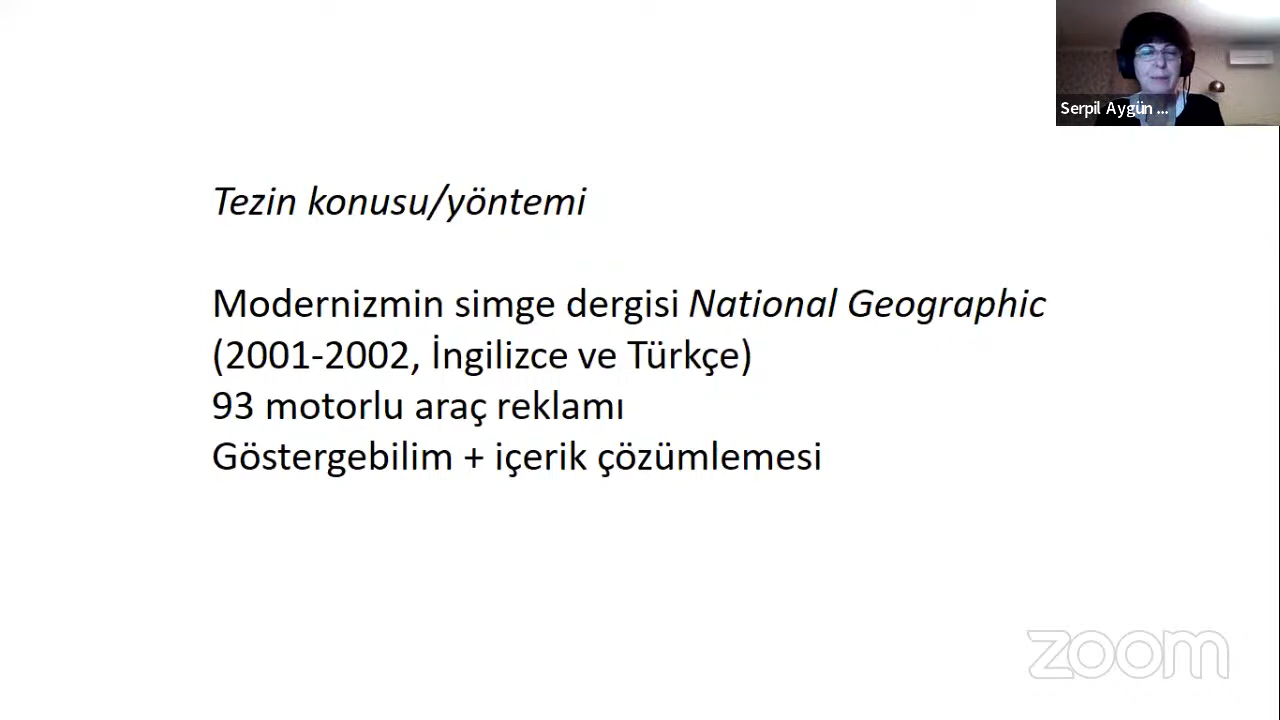 Serpil Aygün ...
Tezin konusu/yöntemi
Modernizmin simge dergisi National Geographic
(2001-2002, İngilizce ve Türkçe)
93 motorlu araç reklamı
Göstergebilim + içerik çözümlemesi
zoom